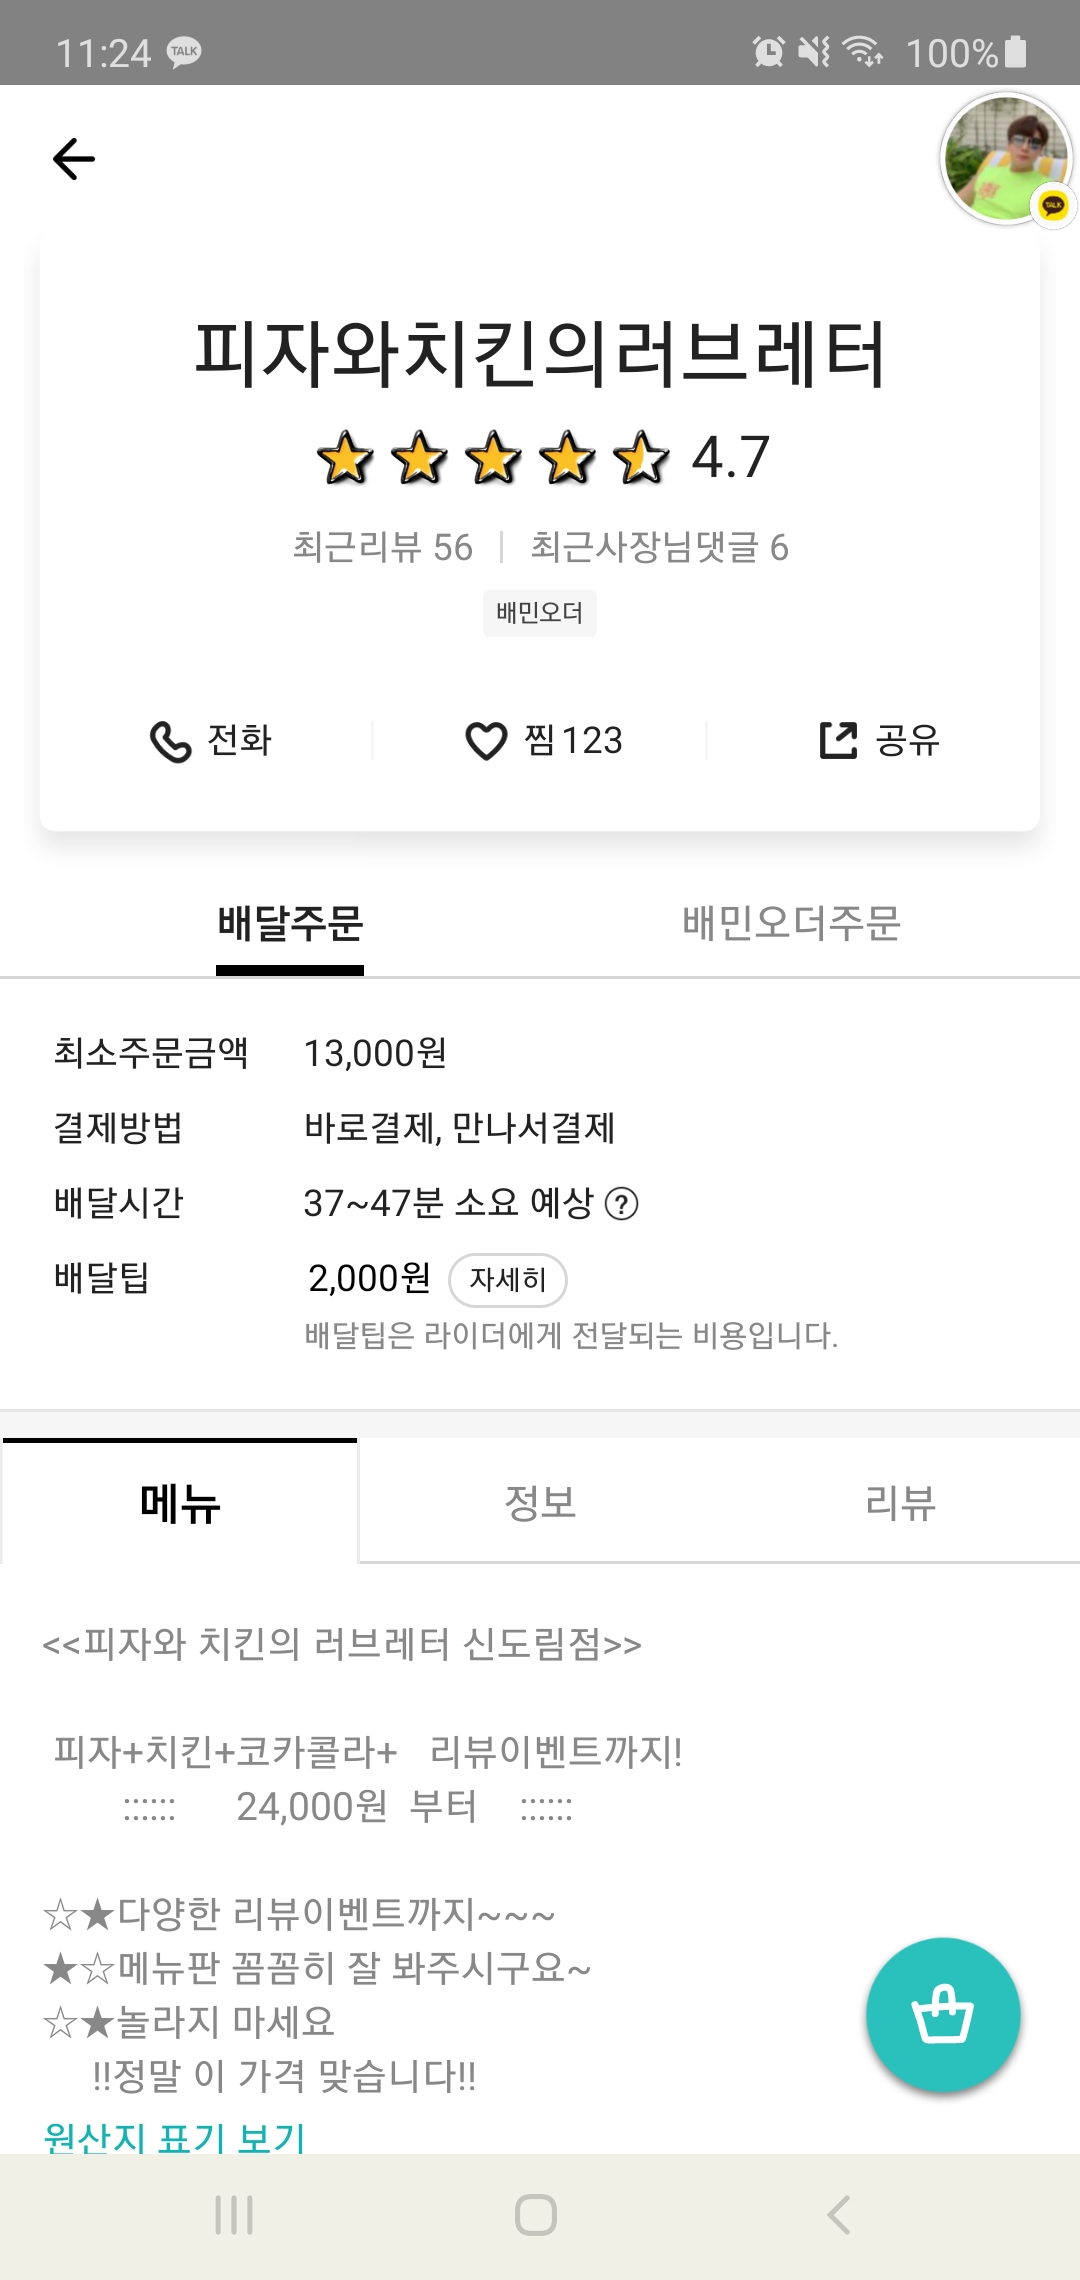 11:24 TALK 100%
TALK
피자와치킨의러브레터
4.7
최근리뷰 56 | 최근사장님댓글 6
배민오더
전화 찜123 공유
배달주문 배민오더주문
최소주문금액 13,000원
결제방법 바로결제, 만나서결제
배달시간 37~47분 소요 예상 ?
배달팁 2,000원 자세히
배달팁은 라이더에게 전달되는 비용입니다.
메뉴 정보 리뷰
<<피자와 치킨의 러브레터 신도림점>>
피자+치킨+코카콜라+ 리뷰이벤트까지!
:::::: 24,000원 부터 ::::::
☆★다양한 리뷰이벤트까지~~~
★☆메뉴판 꼼꼼히 잘 봐주시구요~
☆★놀라지 마세요
!!정말 이 가격 맞습니다!!
원산지 표기 보기